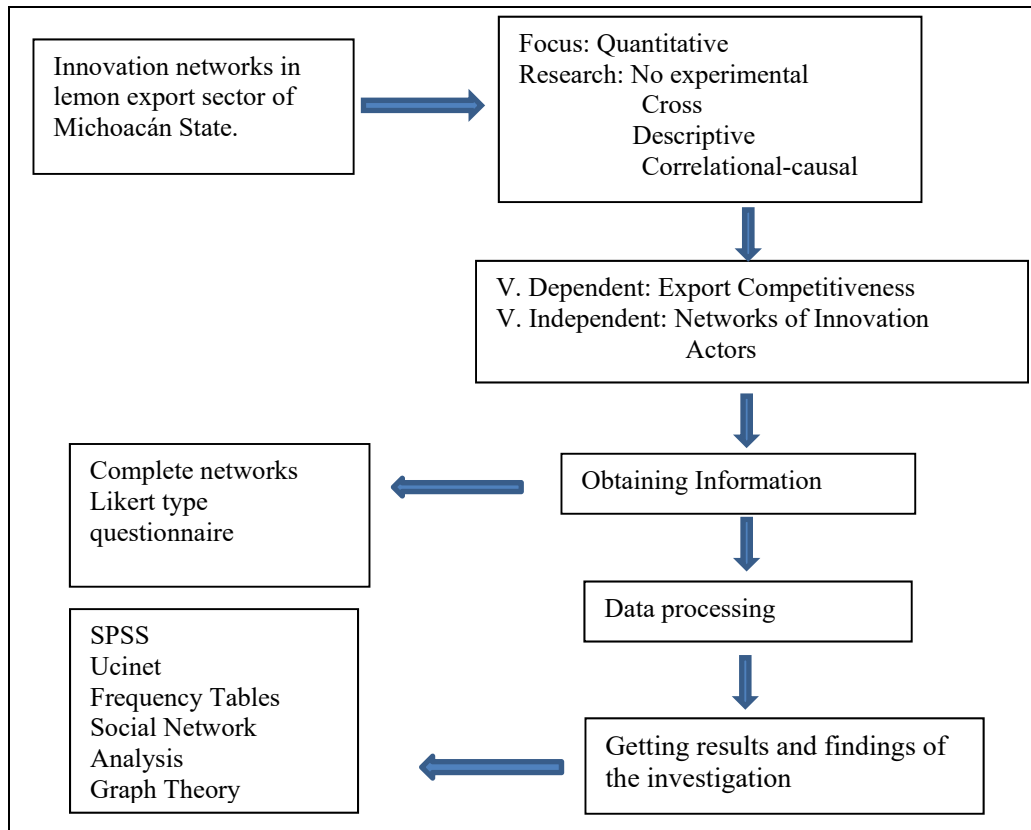 Innovation networks in
lemon export sector of
Michoacán State.
Focus: Quantitative
Research: No experimental
Cross
Descriptive
Correlational-causal
V. Dependent: Export Competitiveness
V. Independent: Networks of Innovation
Actors
Obtaining Information
Complete networks
Likert type
questionnaire
Data processing
Getting results and findings of
the investigation
SPSS
Ucinet
Frequency Tables
Social Network
Analysis
Graph Theory